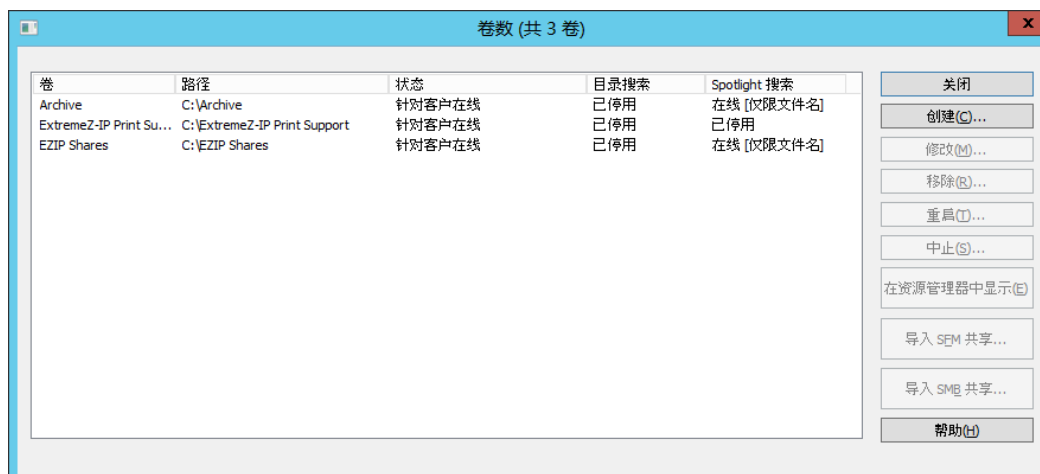 卷数 (共 3 卷)
x
卷 路径 状态 目录搜索 Spotlight 搜索
Archive C:\Archive 针对客户在线 已停用 在线 [仅限文件名]
ExtremeZ-IP Print Su... C:\ExtremeZ-IP Print Support 针对客户在线 已停用 已停用
EZIP Shares C:\EZIP Shares 针对客户在线 已停用 在线 [仅限文件名]
关闭
创建(C)...
修改(M)...
移除(R)...
重启(T)...
中止(S)...
在资源管理器中显示(E)
导入 SFM 共享...
导入 SMB 共享...
帮助(H)